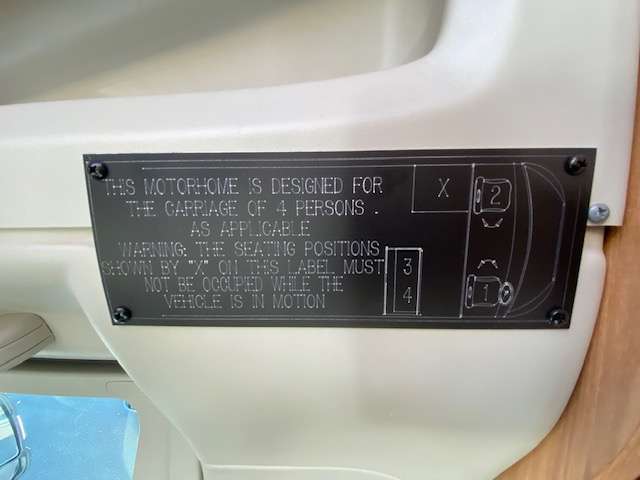 THIS MOTORHOME IS DESIGNED FOR
THE CARRIAGE OF 4 PERSONS .
AS APPLICABLE
WARNING: THE SEATING POSITIONS
SHOWN BY "X" ON THIS LABEL MUST
NOT BE OCCUPIED WHILE THE
VEHICLE IS IN MOTION
X
2
3
4
1